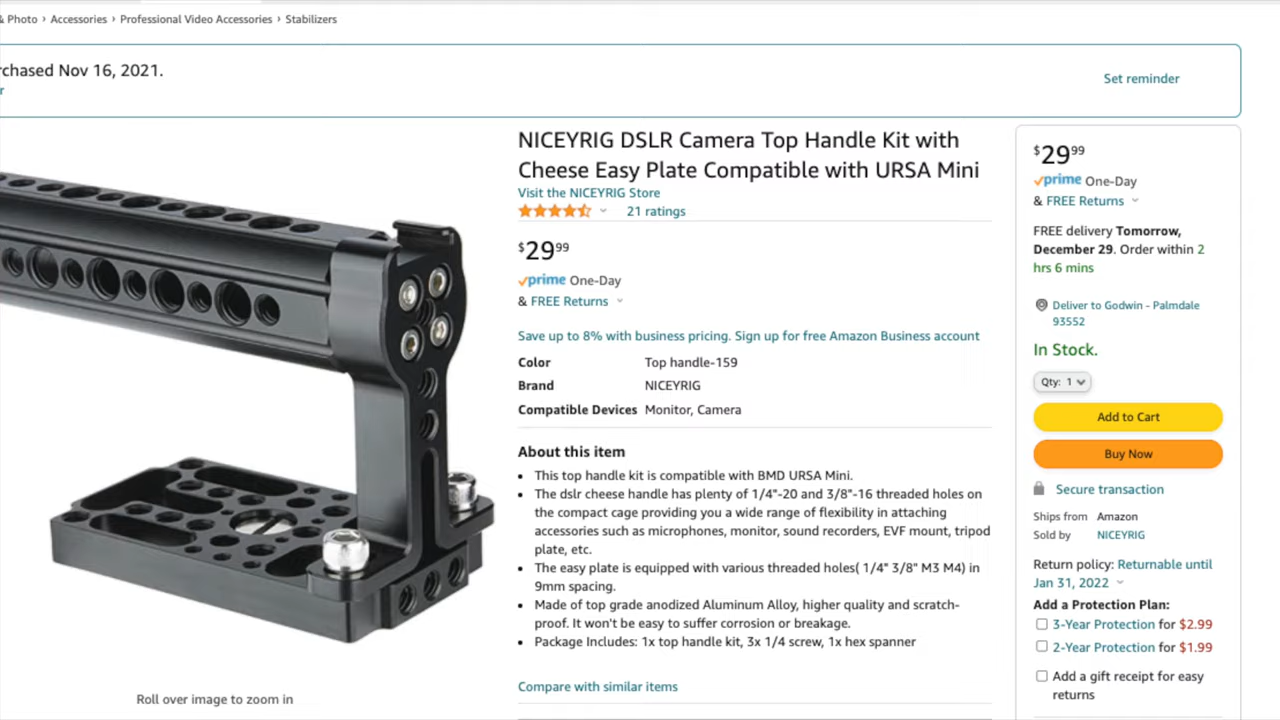 & Photo › Accessories › Professional Video Accessories › Stabilizers
rchased Nov 16, 2021.
r
Set reminder
NICEYRIG DSLR Camera Top Handle Kit with
Cheese Easy Plate Compatible with URSA Mini
Visit the NICEYRIG Store
21 ratings
$29⁹⁹
prime One-Day
& FREE Returns
Save up to 8% with business pricing. Sign up for free Amazon Business account
Color Top handle-159
Brand NICEYRIG
Compatible Devices Monitor, Camera
About this item
• This top handle kit is compatible with BMD URSA Mini.
• The dslr cheese handle has plenty of 1/4"-20 and 3/8"-16 threaded holes on
the compact cage providing you a wide range of flexibility in attaching
accessories such as microphones, monitor, sound recorders, EVF mount, tripod
plate, etc.
• The easy plate is equipped with various threaded holes( 1/4" 3/8" M3 M4) in
9mm spacing.
• Made of top grade anodized Aluminum Alloy, higher quality and scratch-
proof. It won't be easy to suffer corrosion or breakage.
• Package Includes: 1x top handle kit, 3x 1/4 screw, 1x hex spanner
Compare with similar items
Roll over image to zoom in
$29⁹⁹
prime One-Day
& FREE Returns
FREE delivery Tomorrow,
December 29. Order within 2
hrs 6 mins
Deliver to Godwin - Palmdale
93552
In Stock.
Qty: 1
Add to Cart
Buy Now
Secure transaction
Ships from Amazon
Sold by NICEYRIG
Return policy: Returnable until
Jan 31, 2022
Add a Protection Plan:
3-Year Protection for $2.99
2-Year Protection for $1.99
Add a gift receipt for easy
returns